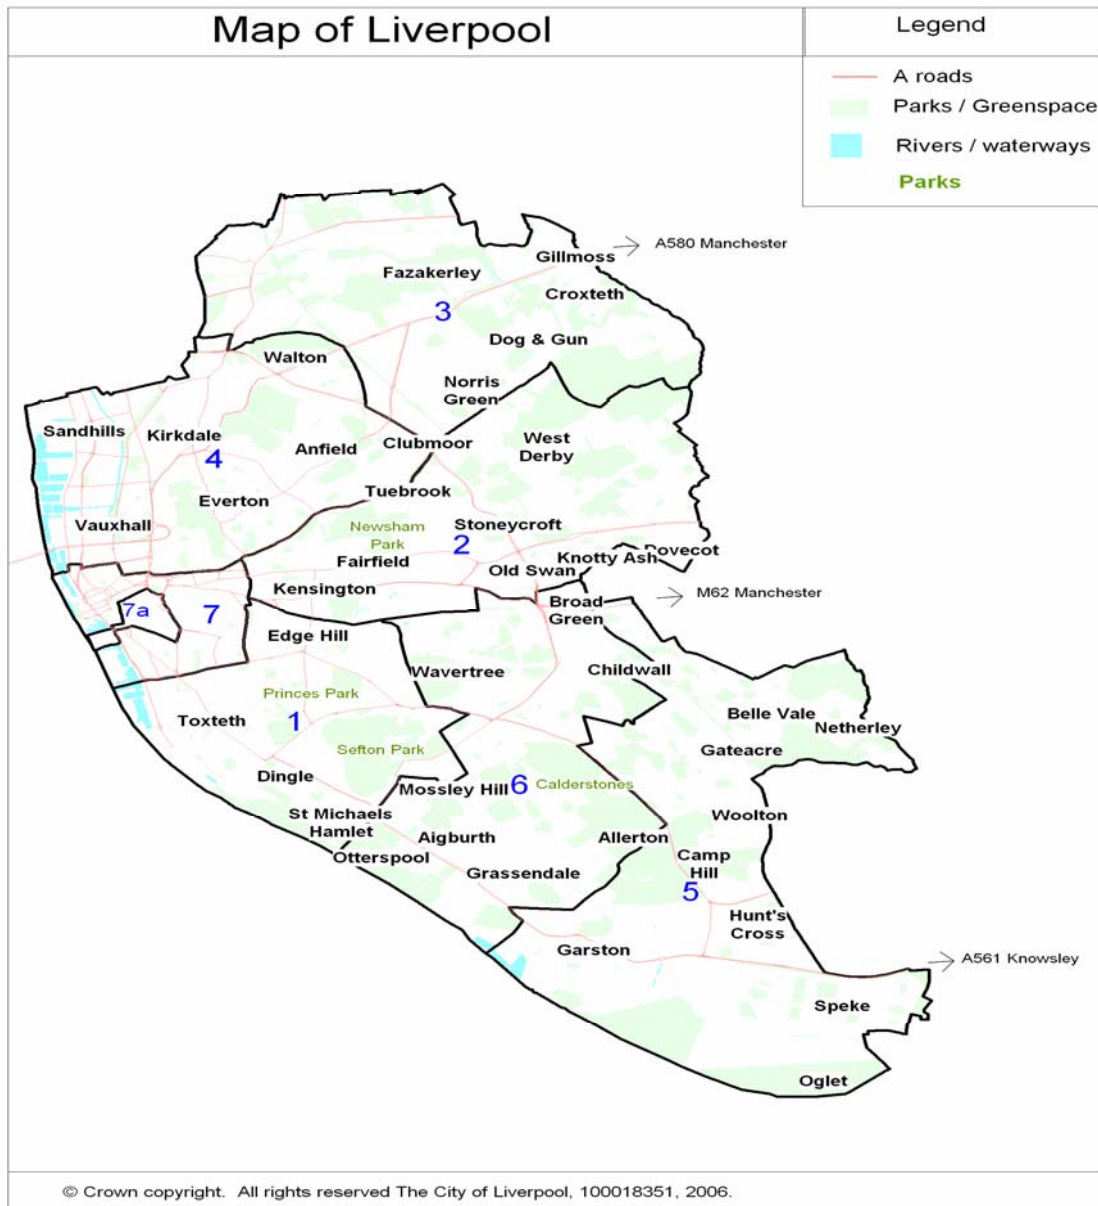 Map of Liverpool
Legend
A roads
Parks / Greenspace
Rivers / waterways
Parks
A580 Manchester
Gillmoss
Fazakerley
Croxteth
3
Dog & Gun
Walton
Norris
Green
Sandhills
Kirkdale
Anfield
Clubmoor
West
Derby
4
Everton
Tuebrook
Vauxhall
Newsham
Park
Stoneycroft
2
Fairfield
Knotty Ash
Dovecot
Old Swan
Kensington
M62 Manchester
7a
7
Broad
Green
Edge Hill
Wavertree
Childwall
Princes Park
Toxteth
1
Belle Vale
Netherley
Sefton Park
Gateacre
Dingle
Mossley Hill
6
Calderstones
St Michaels
Hamlet
Woolton
Aigburth
Allerton
Otterspool
Camp
Hill
Grassendale
5
Hunt's
Cross
Garston
A561 Knowsley
Speke
Oglet
© Crown copyright. All rights reserved The City of Liverpool, 100018351, 2006.